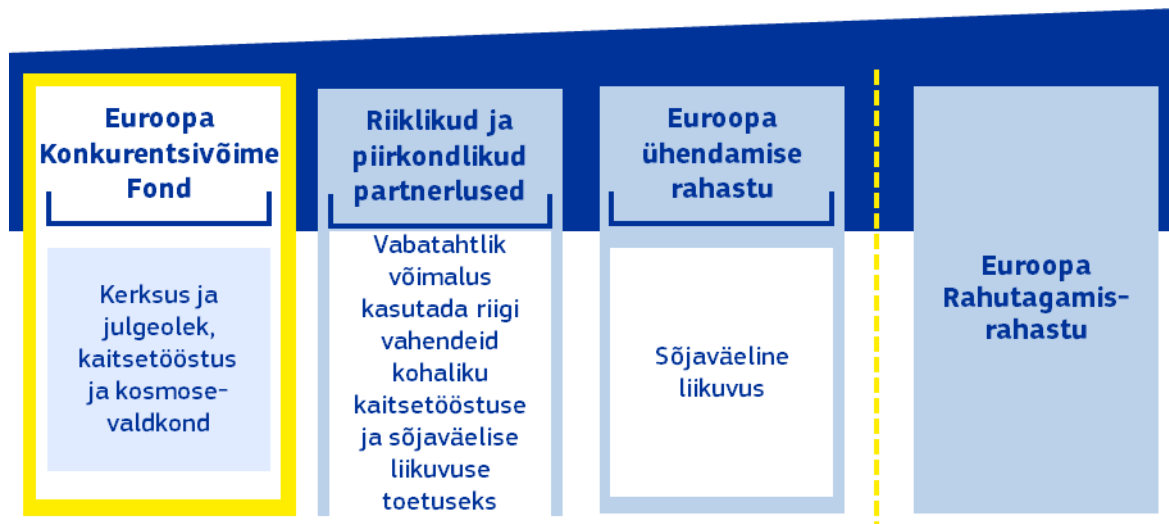 Euroopa
Konkurentsivõime
Fond
Kerksus ja
julgeolek,
kaitsetööstus
ja kosmose-
valdkond
Riiklikud ja
piirkondlikud
partnerlused
Vabatahtlik
võimalus
kasutada riigi
vahendeid
kohaliku
kaitsetööstuse
ja sõjaväelise
liikuvuse
toetuseks
Euroopa
ühendamise
rahastu
Sõjaväeline
liikuvus
Euroopa
Rahutagamis-
rahastu